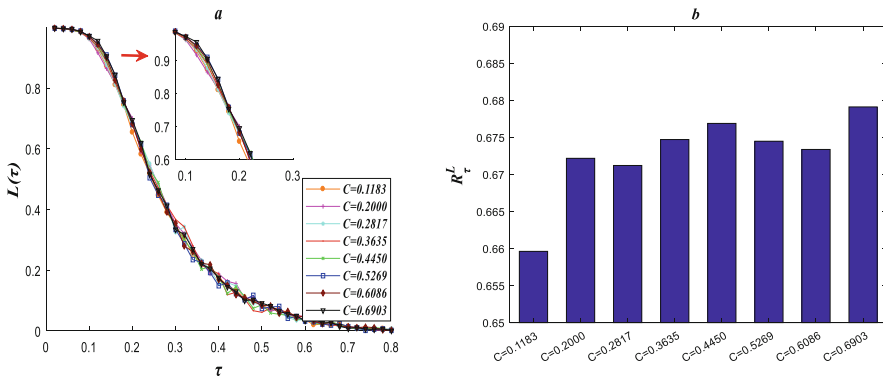 a
L(τ)
0.8
0.6
0.4
0.2
0
0
0.1
0.2
0.3
0.4
0.5
0.6
0.7
0.8
τ
0.9
0.8
0.7
0.6
0.1
0.2
0.3
C=0.1183
C=0.2000
C=0.2817
C=0.3635
C=0.4450
C=0.5269
C=0.6086
C=0.6903
b
R_τ^L
0.69
0.685
0.68
0.675
0.67
0.665
0.66
0.655
0.65
C=0.1183
C=0.2000
C=0.2817
C=0.3635
C=0.4450
C=0.5269
C=0.6086
C=0.6903